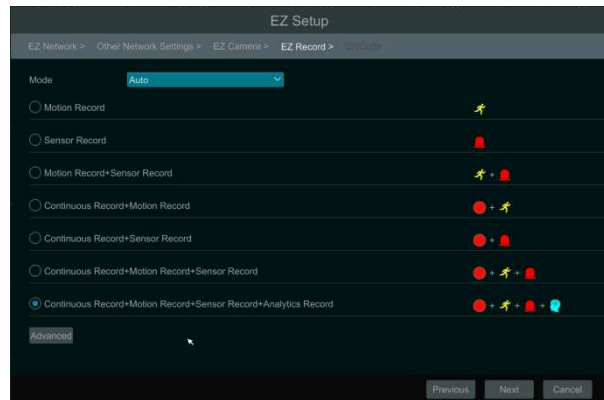 EZ Setup
EZ Network > Other Network Settings > EZ Camera > EZ Record > QRCode
Mode Auto
Motion Record
Sensor Record
Motion Record+Sensor Record
+
Continuous Record+Motion Record
+
Continuous Record+Sensor Record
+
Continuous Record+Motion Record+Sensor Record
+ +
Continuous Record+Motion Record+Sensor Record+Analytics Record
+ + +
Advanced
Previous Next Cancel